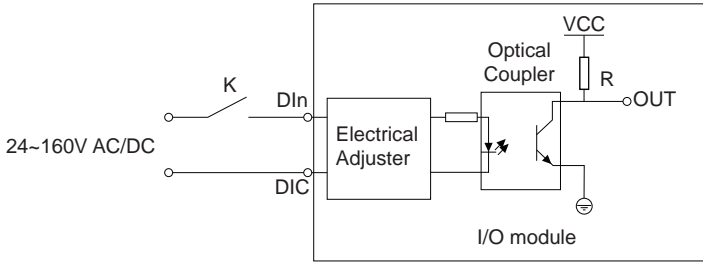 VCC
Optical
Coupler
R
K
DIn
OUT
24~160V AC/DC
Electrical
Adjuster
DIC
I/O module